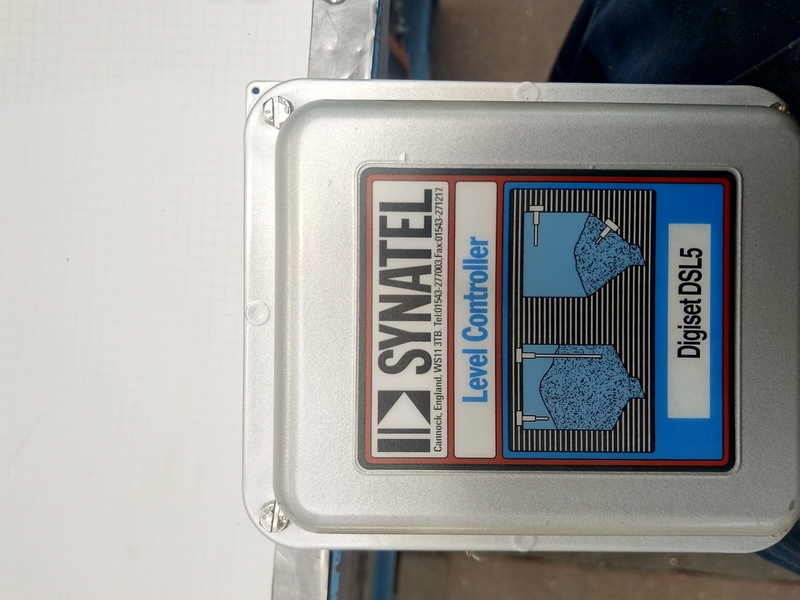 SYNATEL
Cannock, England, WS11 3TB. Tel:01543-277003.Fax:01543-271217.
Level Controller
Digiset DSL5